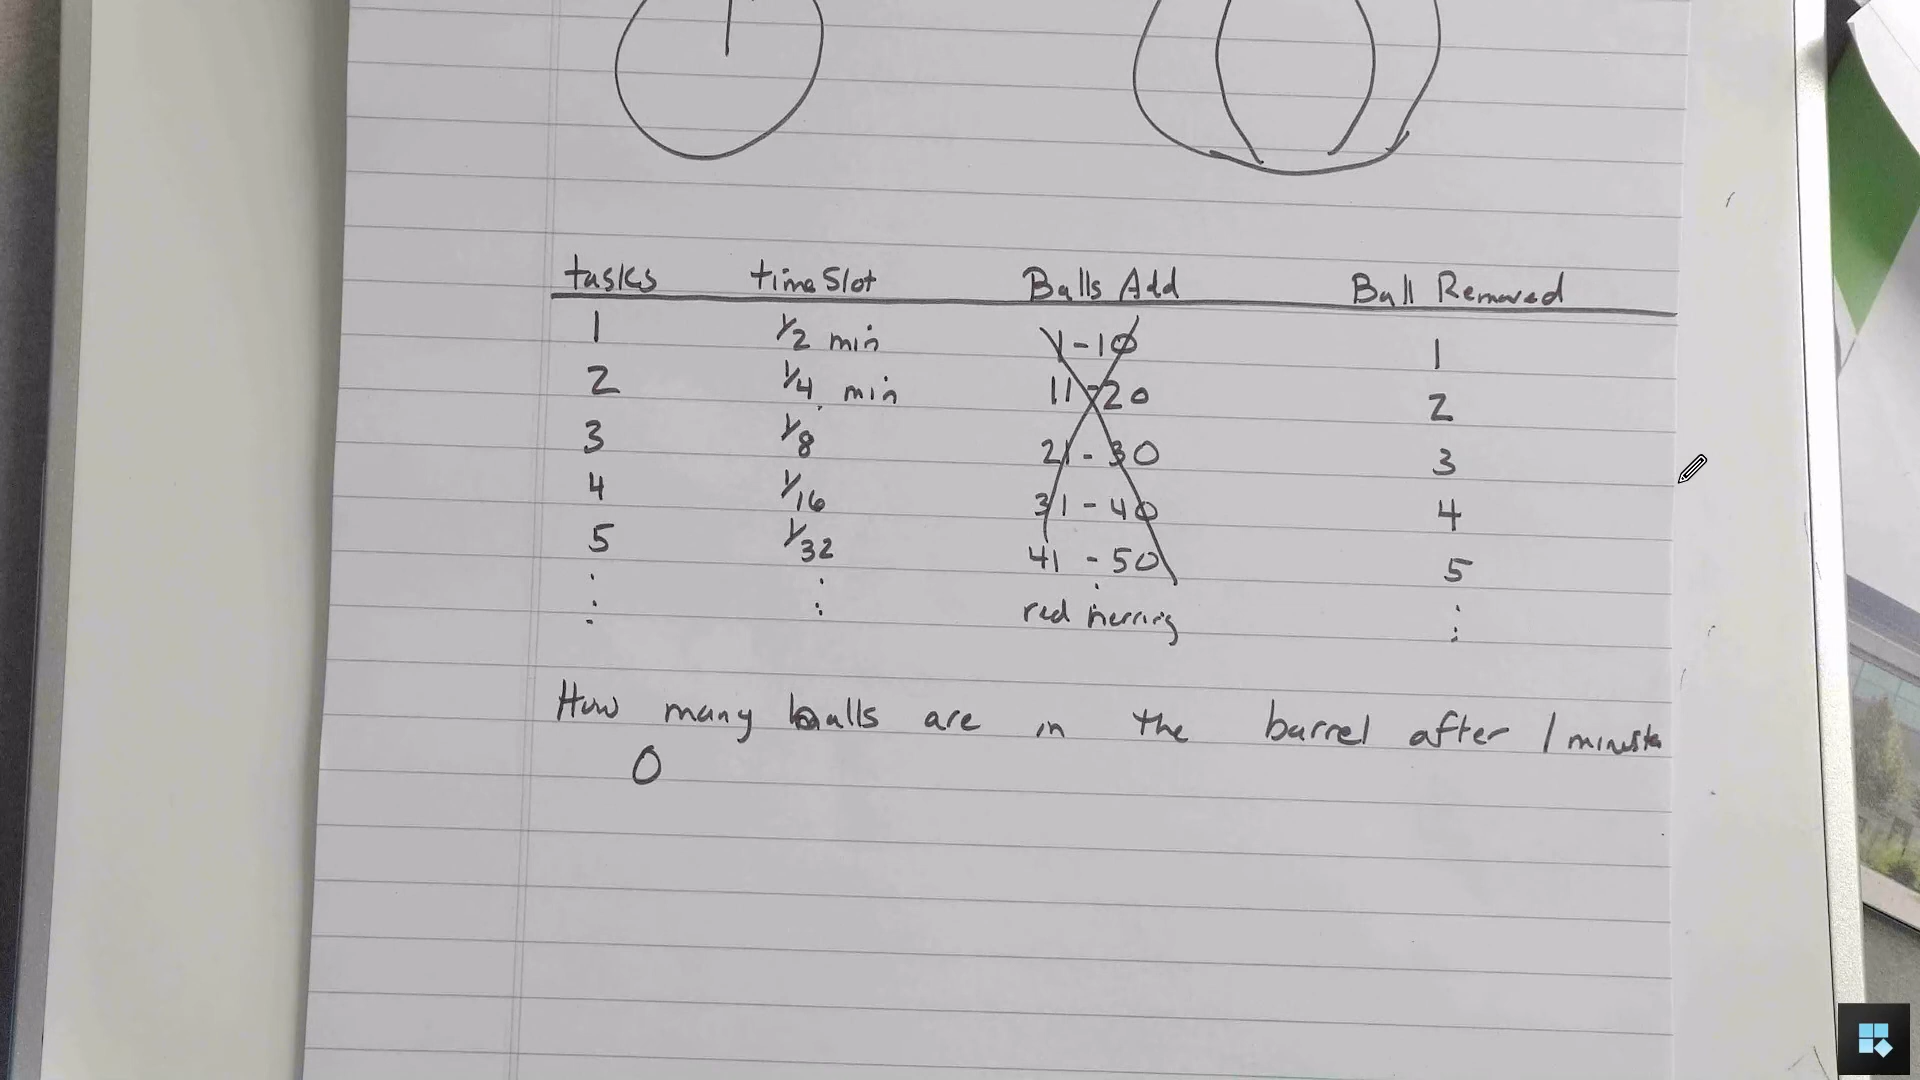 tasks time Slot Balls Add Ball Removed
1 1/2 min 1-10 1
2 1/4 min 11-20 2
3 1/8 21-30 3
4 1/16 31-40 4
5 1/32 41-50 5
red herring
How many balls are in the barrel after 1 minute
0